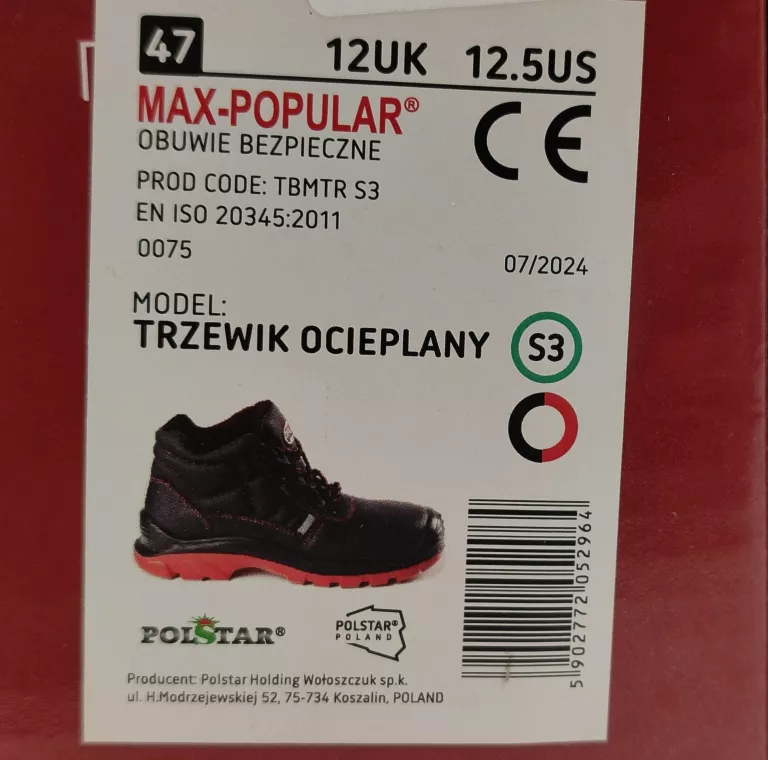 47 12UK 12.5US
MAX-POPULAR®
OBUWIE BEZPIECZNE
CE
PROD CODE: TBMTR S3
EN ISO 20345:2011
0075
07/2024
MODEL:
TRZEWIK OCIEPLANY
S3
POLSTAR®
POLSTAR®
POLAND
5902772052964
Producent: Polstar Holding Wołoszczuk sp.k.
ul. H.Modrzejewskiej 52, 75-734 Koszalin, POLAND